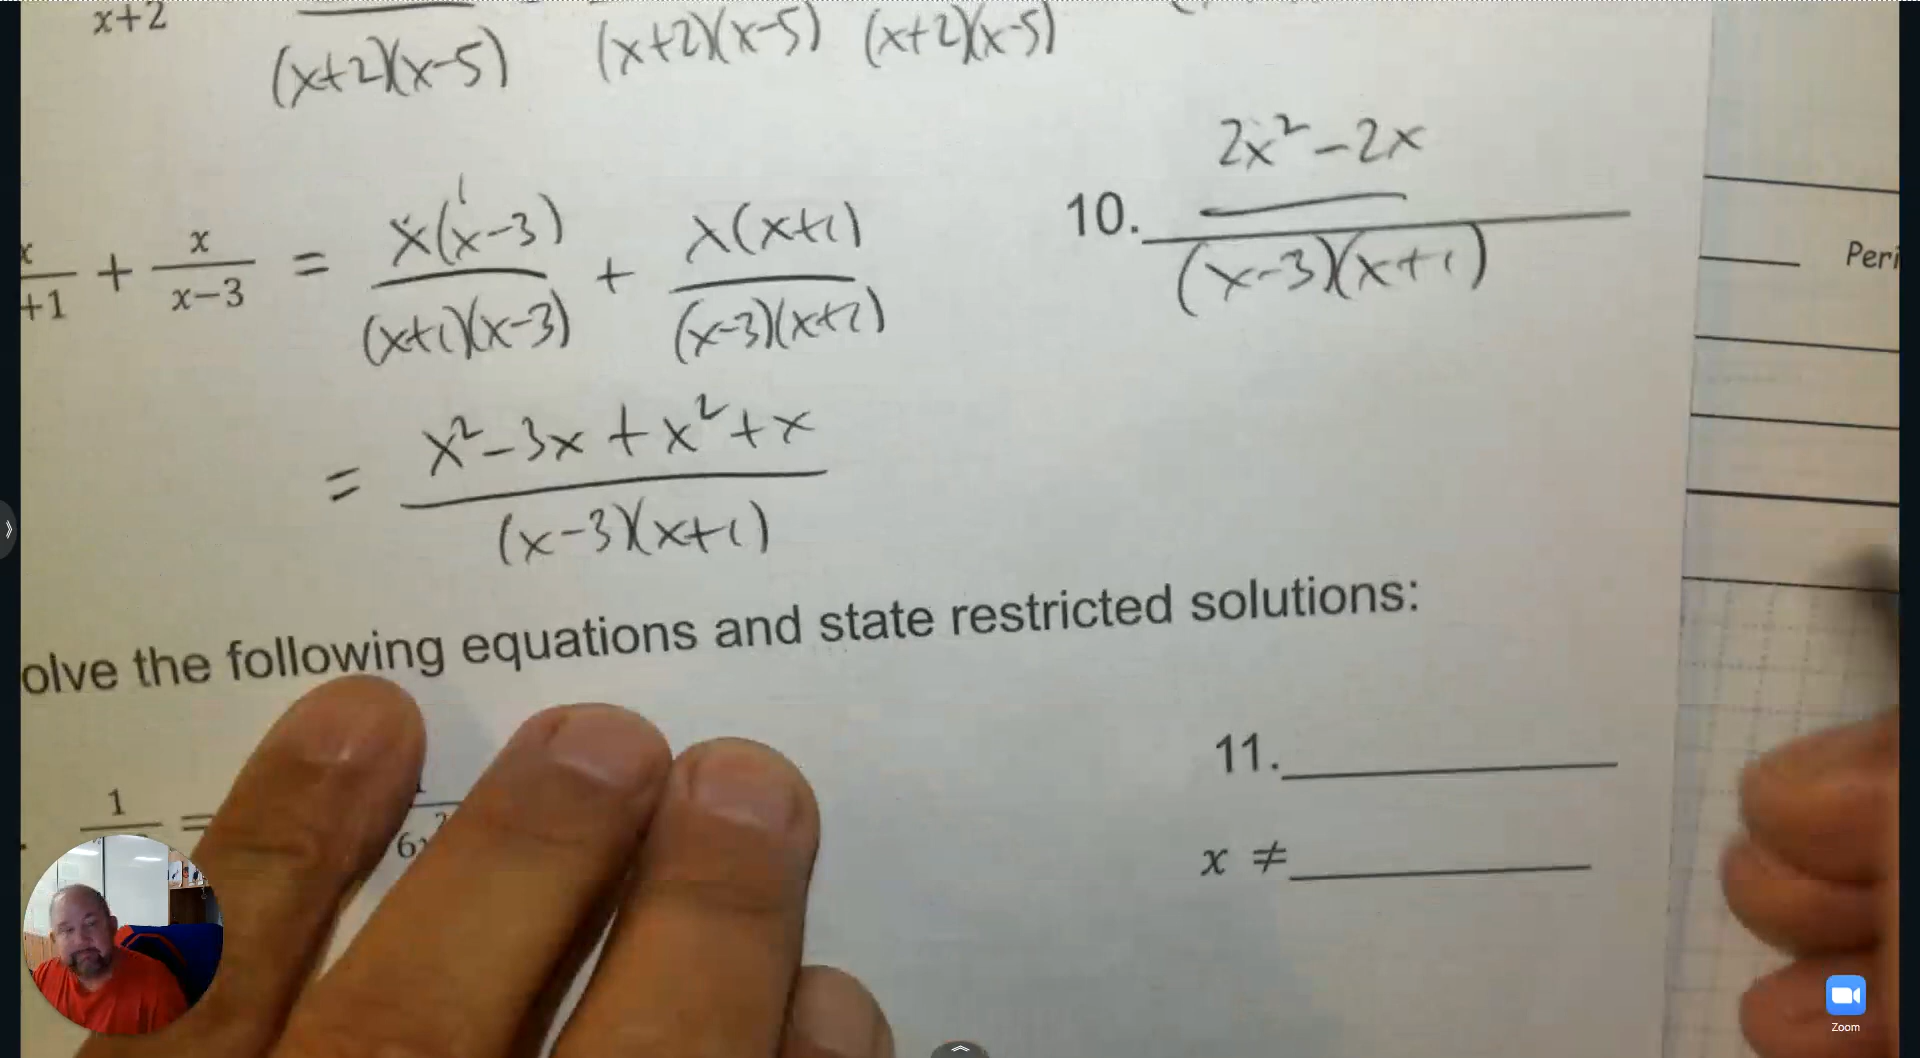 x+2
(x+2)(x-5) (x+2)(x-5) (x+2)(x-5)
2x² - 2x
10. (x-3)(x+1)
x/+1 + x/x-3 = x(x-3)/(x+1)(x-3) + x(x+1)/(x-3)(x+1)
Peri
= x² - 3x + x² + x/(x-3)(x+1)
olve the following equations and state restricted solutions:
11.
1 =
6
x ≠
Zoom